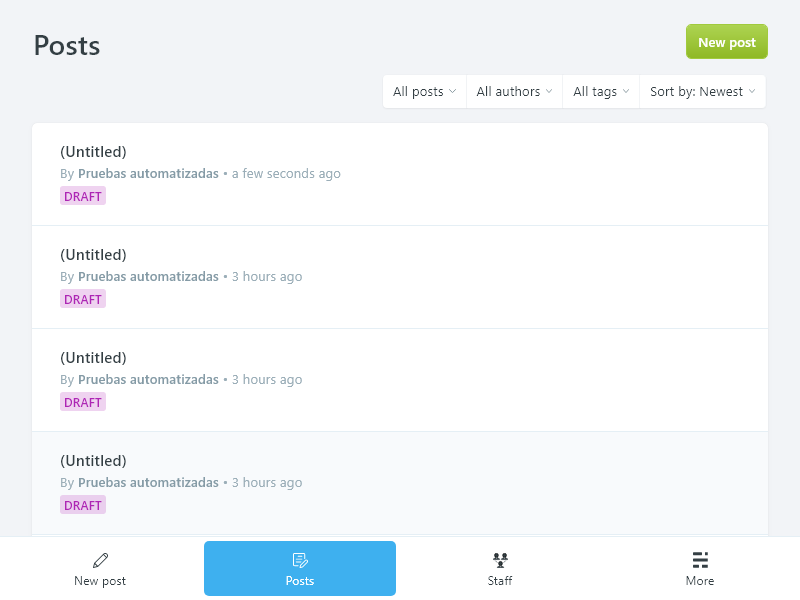 Posts
New post
All posts
All authors
All tags
Sort by: Newest
(Untitled)
By Pruebas automatizadas • a few seconds ago
DRAFT
(Untitled)
By Pruebas automatizadas • 3 hours ago
DRAFT
(Untitled)
By Pruebas automatizadas • 3 hours ago
DRAFT
(Untitled)
By Pruebas automatizadas • 3 hours ago
DRAFT
New post
Posts
Staff
More